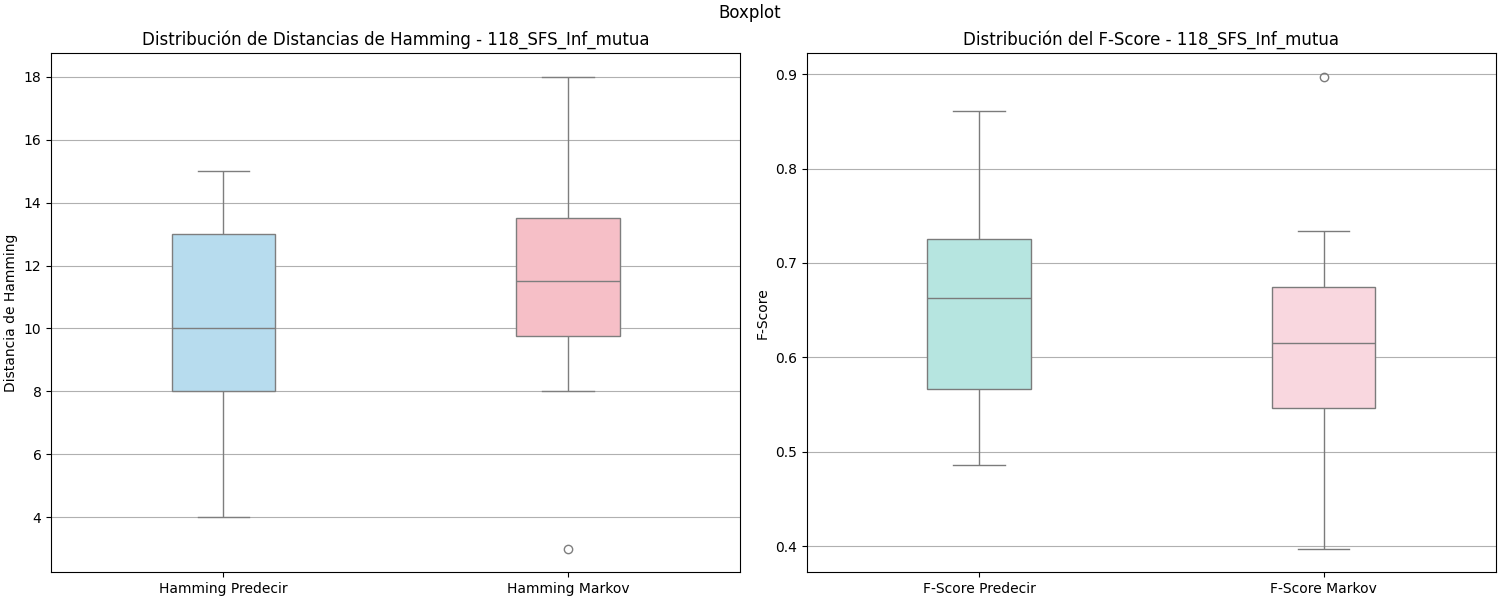 Boxplot
Distribución de Distancias de Hamming - 118_SFS_Inf_mutua
Distancia de Hamming
18
16
14
12
10
8
6
4
Hamming Predecir
Hamming Markov
Distribución del F-Score - 118_SFS_Inf_mutua
F-Score
0.9
0.8
0.7
0.6
0.5
0.4
F-Score Predecir
F-Score Markov